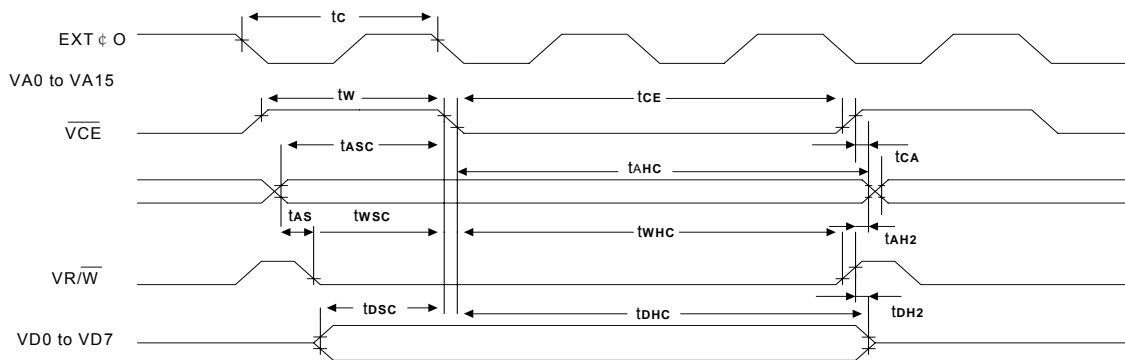 tC
EXT ¢ O
VA0 to VA15
tW
tCE
VCE
tASC
tCA
tAHC
tAS
tWSC
tWHC
tAH2
VR/W
tDSC
tDHC
tDH2
VD0 to VD7